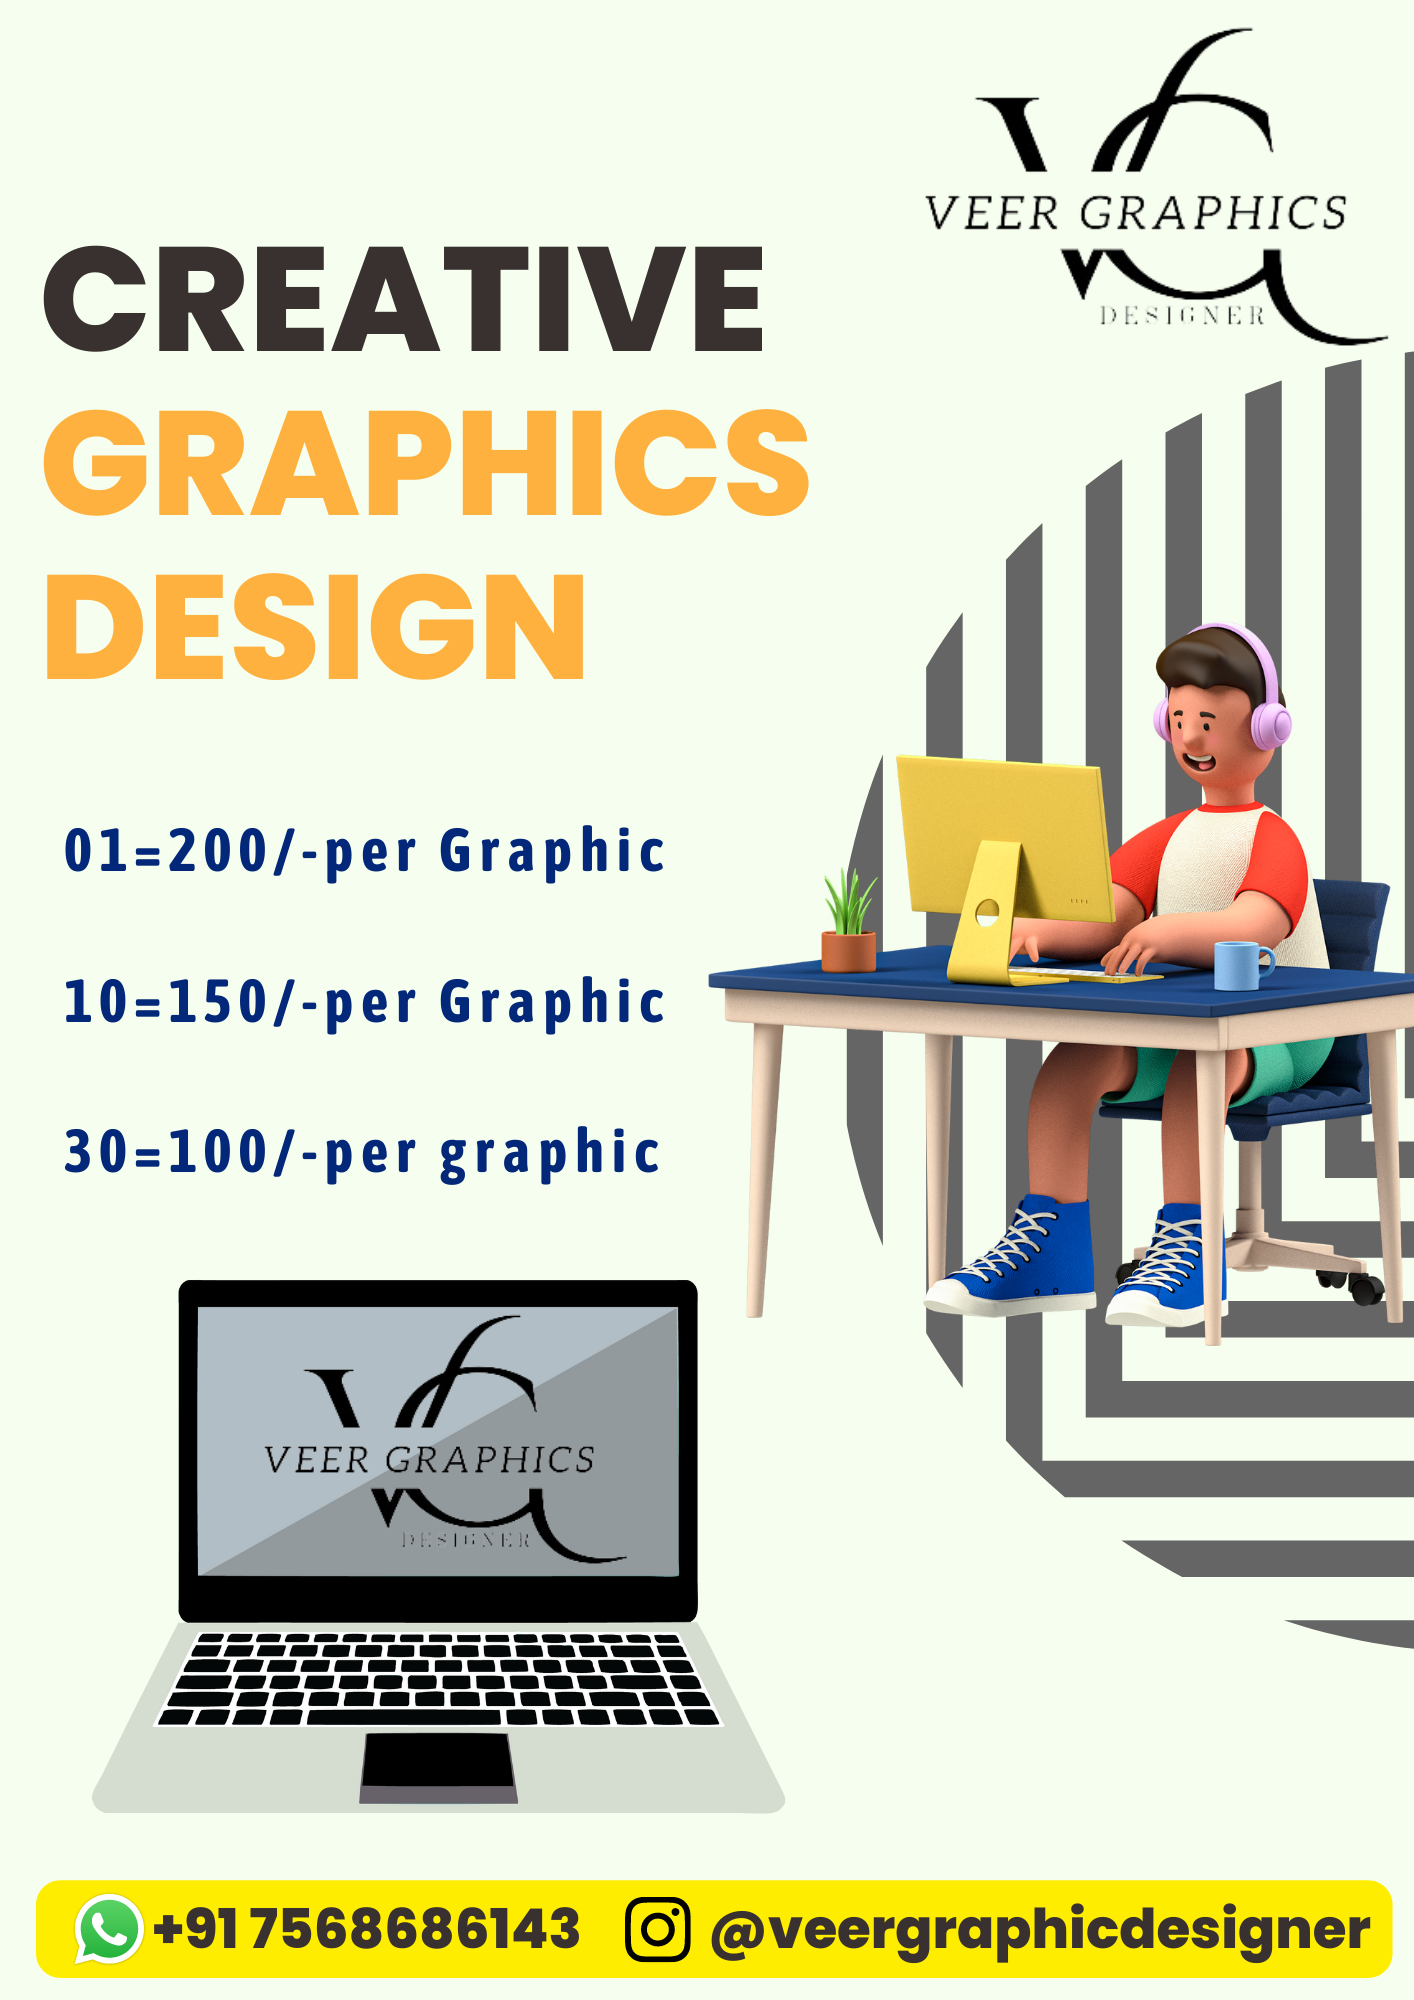 VEER GRAPHICS
DESIGNER
CREATIVE
GRAPHICS
DESIGN
01=200/-per Graphic
10=150/-per Graphic
30=100/-per graphic
VEER GRAPHICS
DESIGNER
+91 7568686143 @veergraphicdesigner